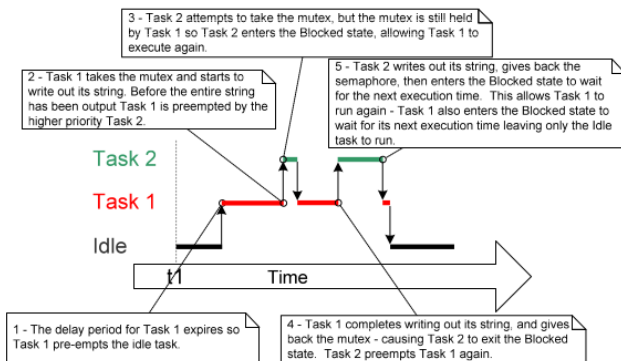 3 - Task 2 attempts to take the mutex, but the mutex is still held
by Task 1 so Task 2 enters the Blocked state, allowing Task 1 to
execute again.
2 - Task 1 takes the mutex and starts to
write out its string. Before the entire string
has been output Task 1 is preempted by the
higher priority Task 2.
5 - Task 2 writes out its string, gives back the
semaphore, then enters the Blocked state to wait
for the next execution time.  This allows Task 1 to
run again - Task 1 also enters the Blocked state to
wait for its next execution time leaving only the Idle
task to run.
Task 2
Task 1
Idle
t1
Time
1 - The delay period for Task 1 expires so
Task 1 pre-empts the idle task.
4 - Task 1 completes writing out its string, and gives
back the mutex - causing Task 2 to exit the Blocked
state.  Task 2 preempts Task 1 again.